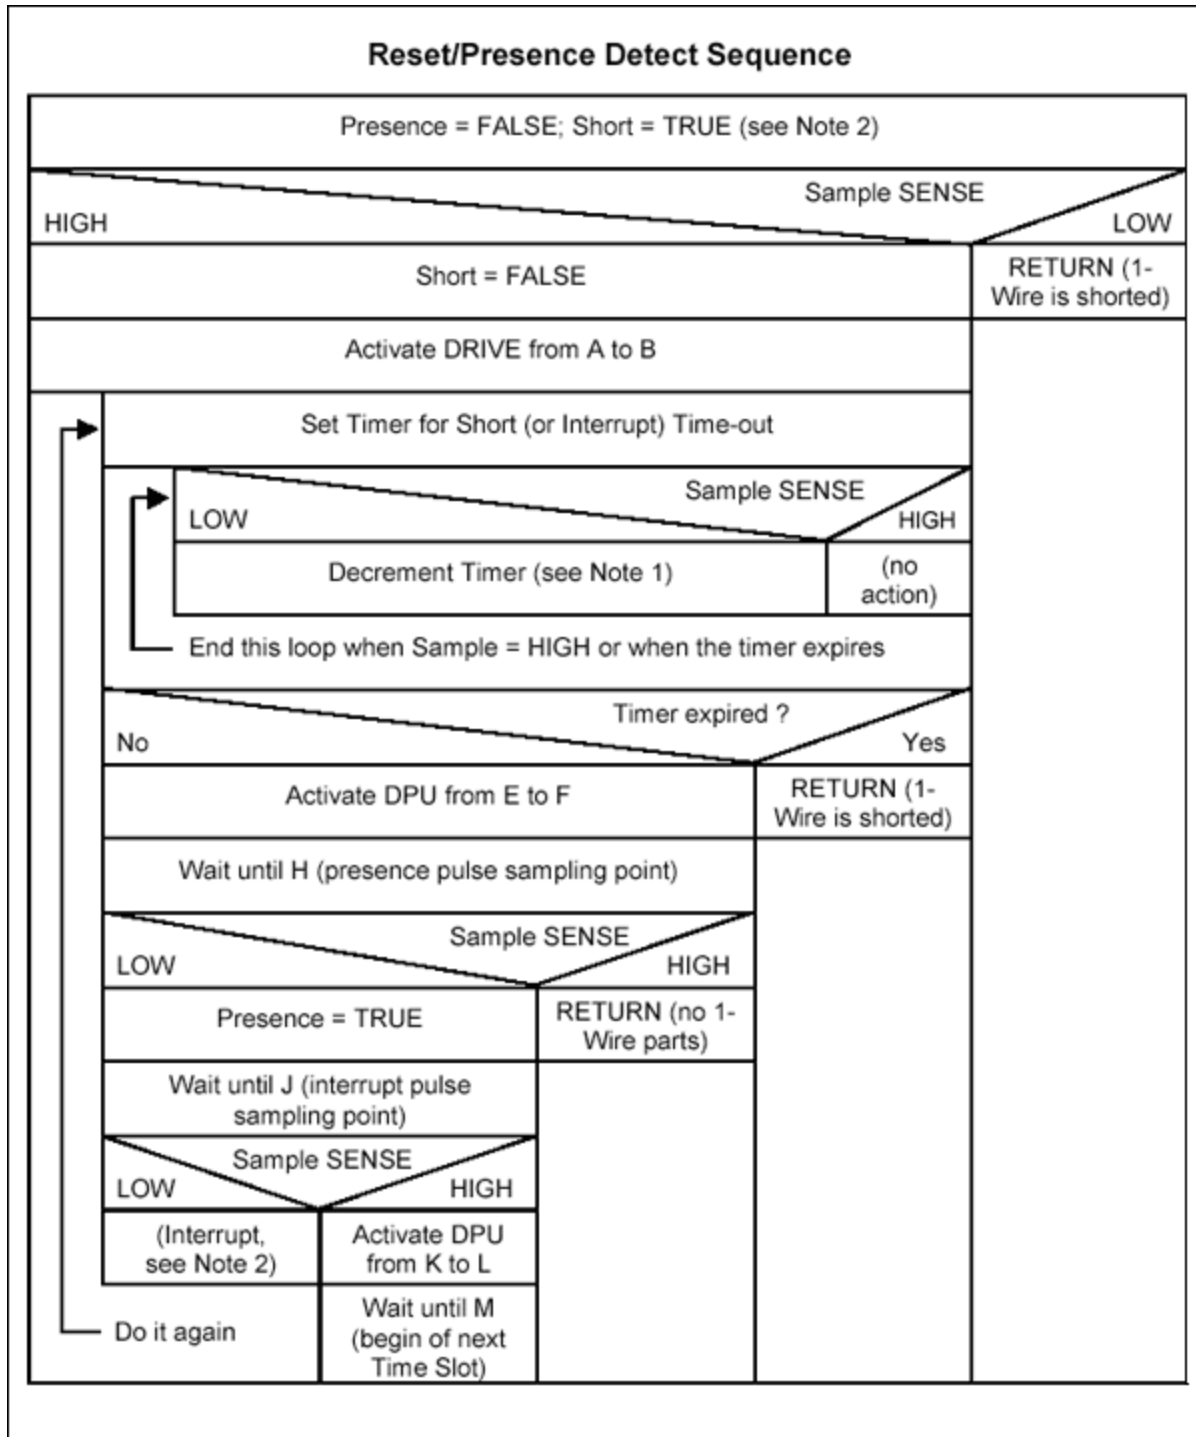 Reset/Presence Detect Sequence
Presence = FALSE; Short = TRUE (see Note 2)
Sample SENSE
HIGH
LOW
Short = FALSE
RETURN (1-
Wire is shorted)
Activate DRIVE from A to B
Set Timer for Short (or Interrupt) Time-out
Sample SENSE
LOW
HIGH
Decrement Timer (see Note 1)
(no
action)
End this loop when Sample = HIGH or when the timer expires
Timer expired ?
No
Yes
Activate DPU from E to F
RETURN (1-
Wire is shorted)
Wait until H (presence pulse sampling point)
Sample SENSE
LOW
HIGH
Presence = TRUE
RETURN (no 1-
Wire parts)
Wait until J (interrupt pulse
sampling point)
Sample SENSE
LOW
HIGH
(Interrupt,
see Note 2)
Activate DPU
from K to L
Do it again
Wait until M
(begin of next
Time Slot)